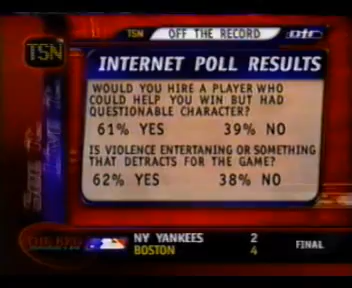 TSN OFF THE RECORD OTR
TSN
INTERNET POLL RESULTS
WOULD YOU HIRE A PLAYER WHO
COULD HELP YOU WIN BUT HAD
QUESTIONABLE CHARACTER?
61% YES 39% NO
IS VIOLENCE ENTERTANING OR SOMETHING
THAT DETRACTS FOR THE GAME?
62% YES 38% NO
NY YANKEES 2
BOSTON 4
FINAL